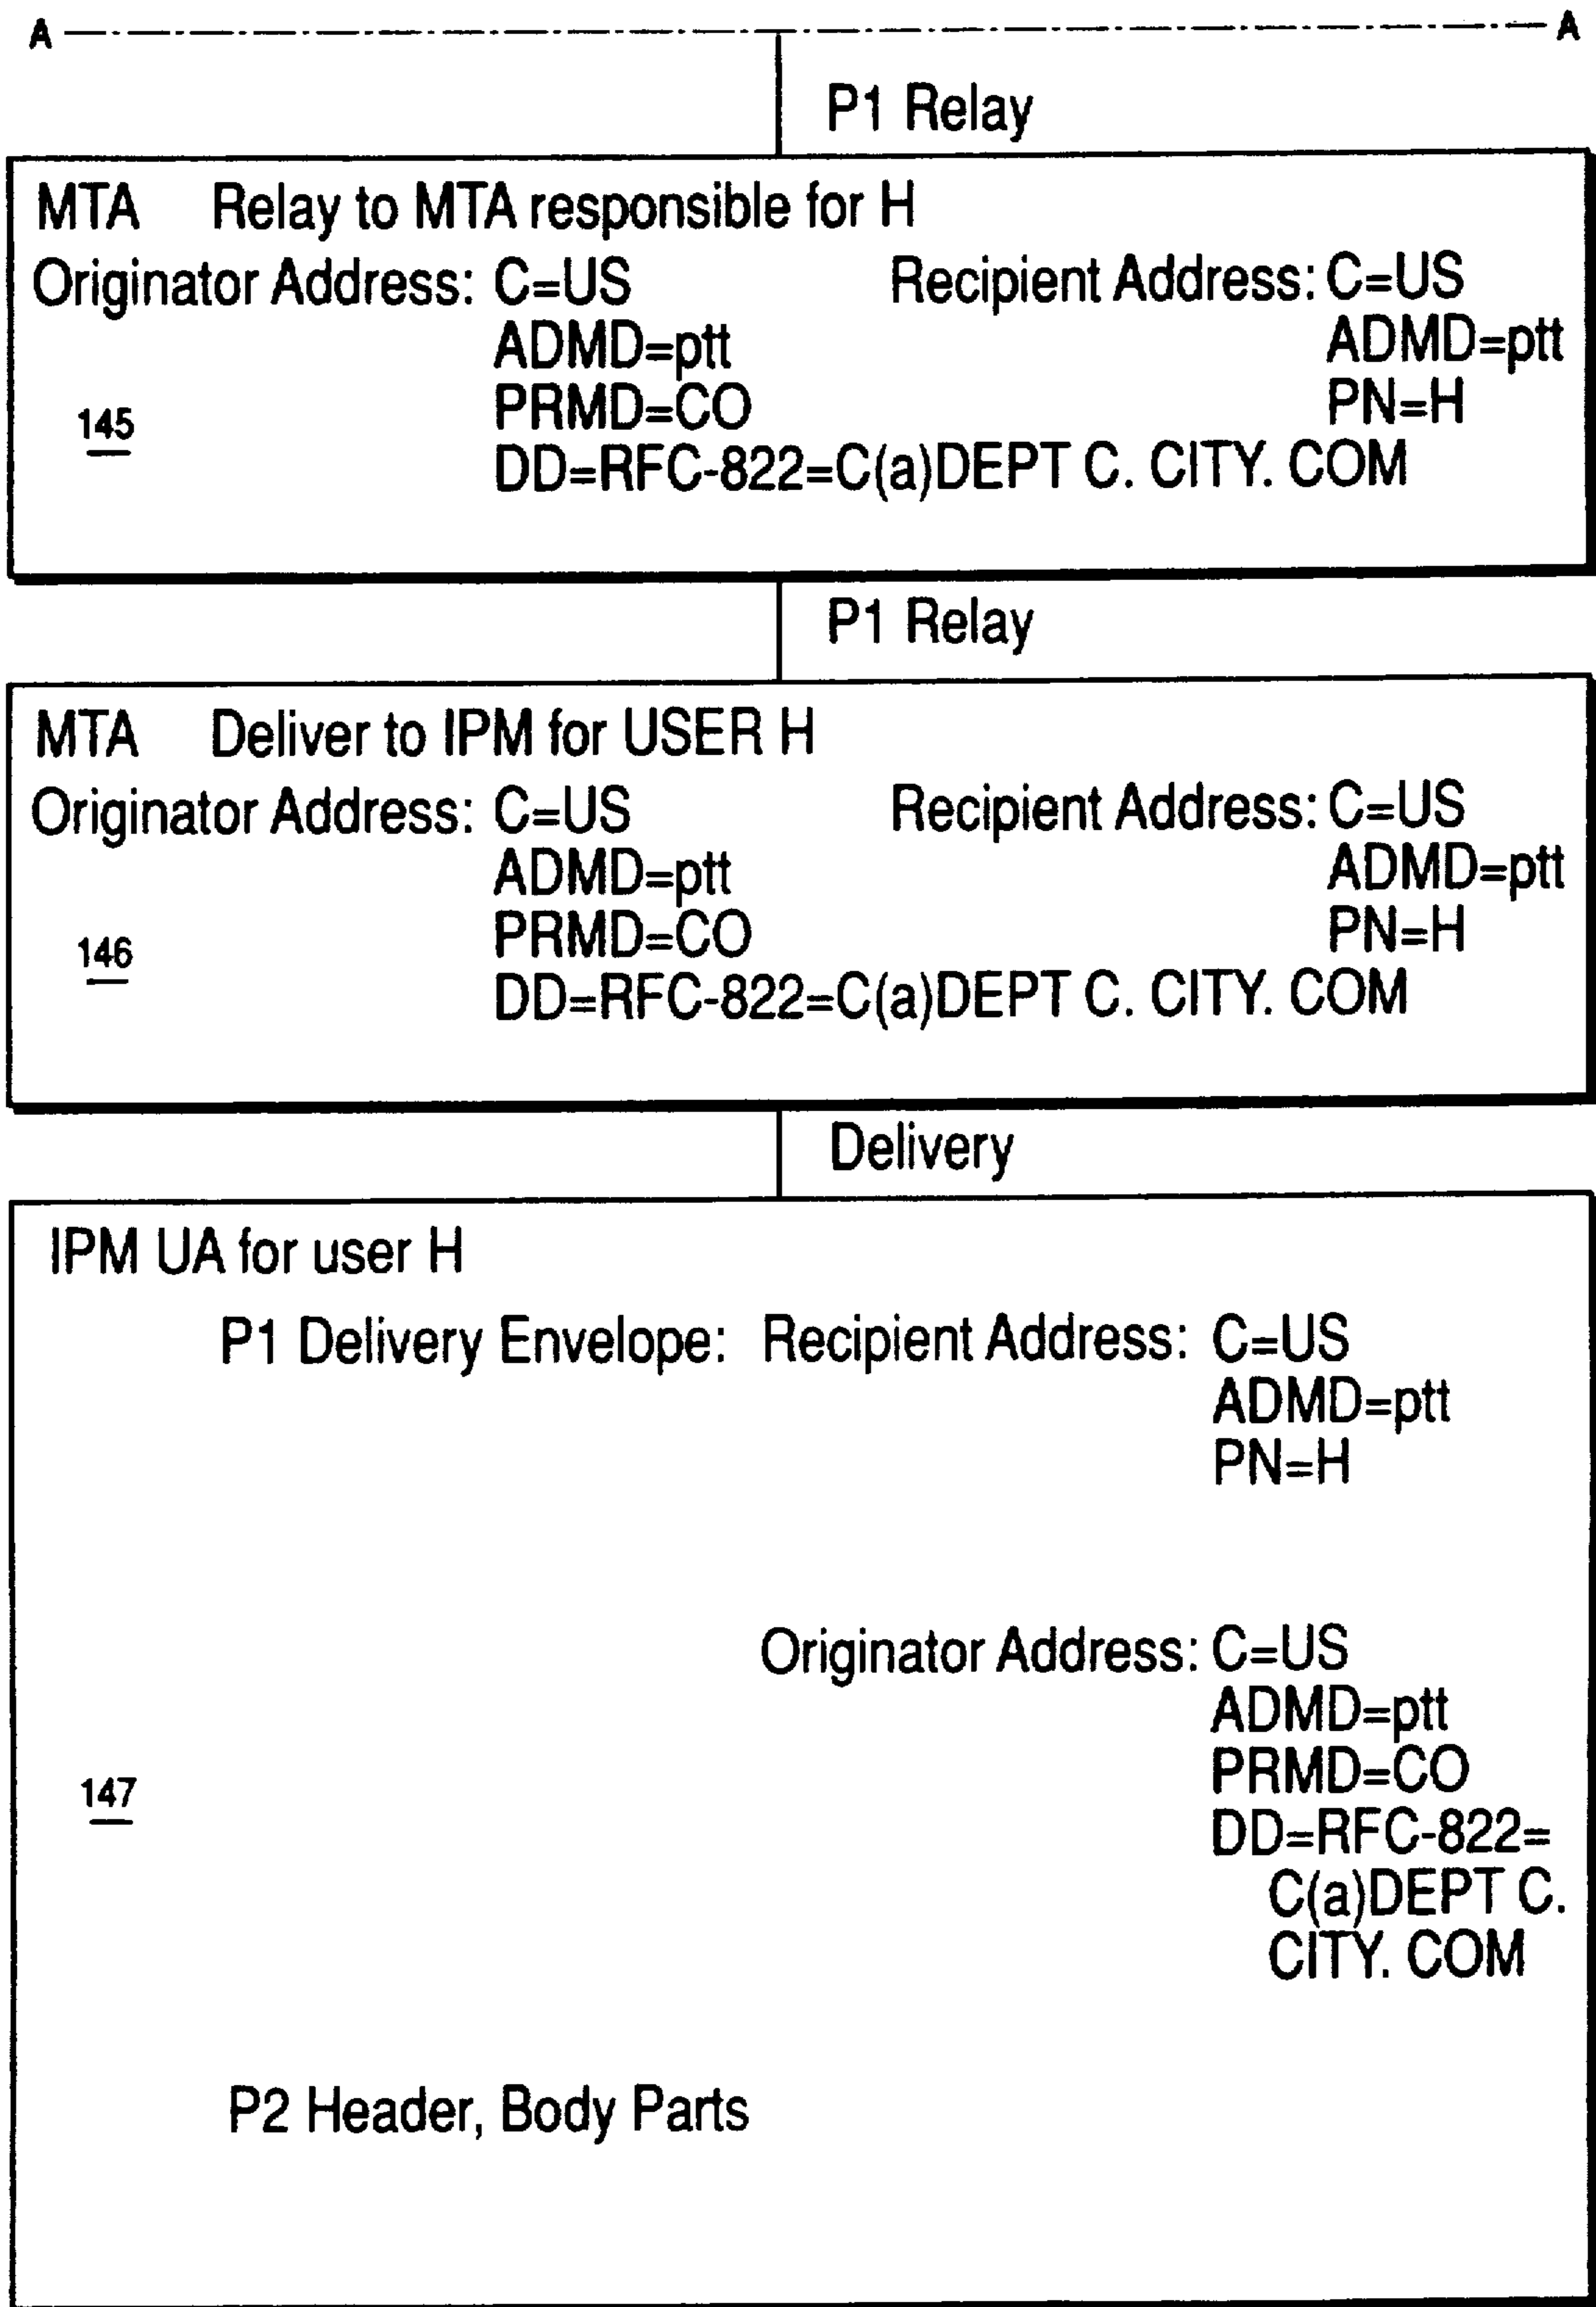 A A
P1 Relay
MTA Relay to MTA responsible for H
Originator Address: C=US Recipient Address: C=US
ADMD=ptt ADMD=ptt
PRMD=CO PN=H
145
DD=RFC-822=C(a)DEPT C. CITY. COM
P1 Relay
MTA Deliver to IPM for USER H
Originator Address: C=US Recipient Address: C=US
ADMD=ptt ADMD=ptt
PRMD=CO PN=H
146
DD=RFC-822=C(a)DEPT C. CITY. COM
Delivery
IPM UA for user H
P1 Delivery Envelope: Recipient Address: C=US
ADMD=ptt
PN=H
Originator Address: C=US
ADMD=ptt
PRMD=CO
147
DD=RFC-822=
C(a)DEPT C.
CITY. COM
P2 Header, Body Parts